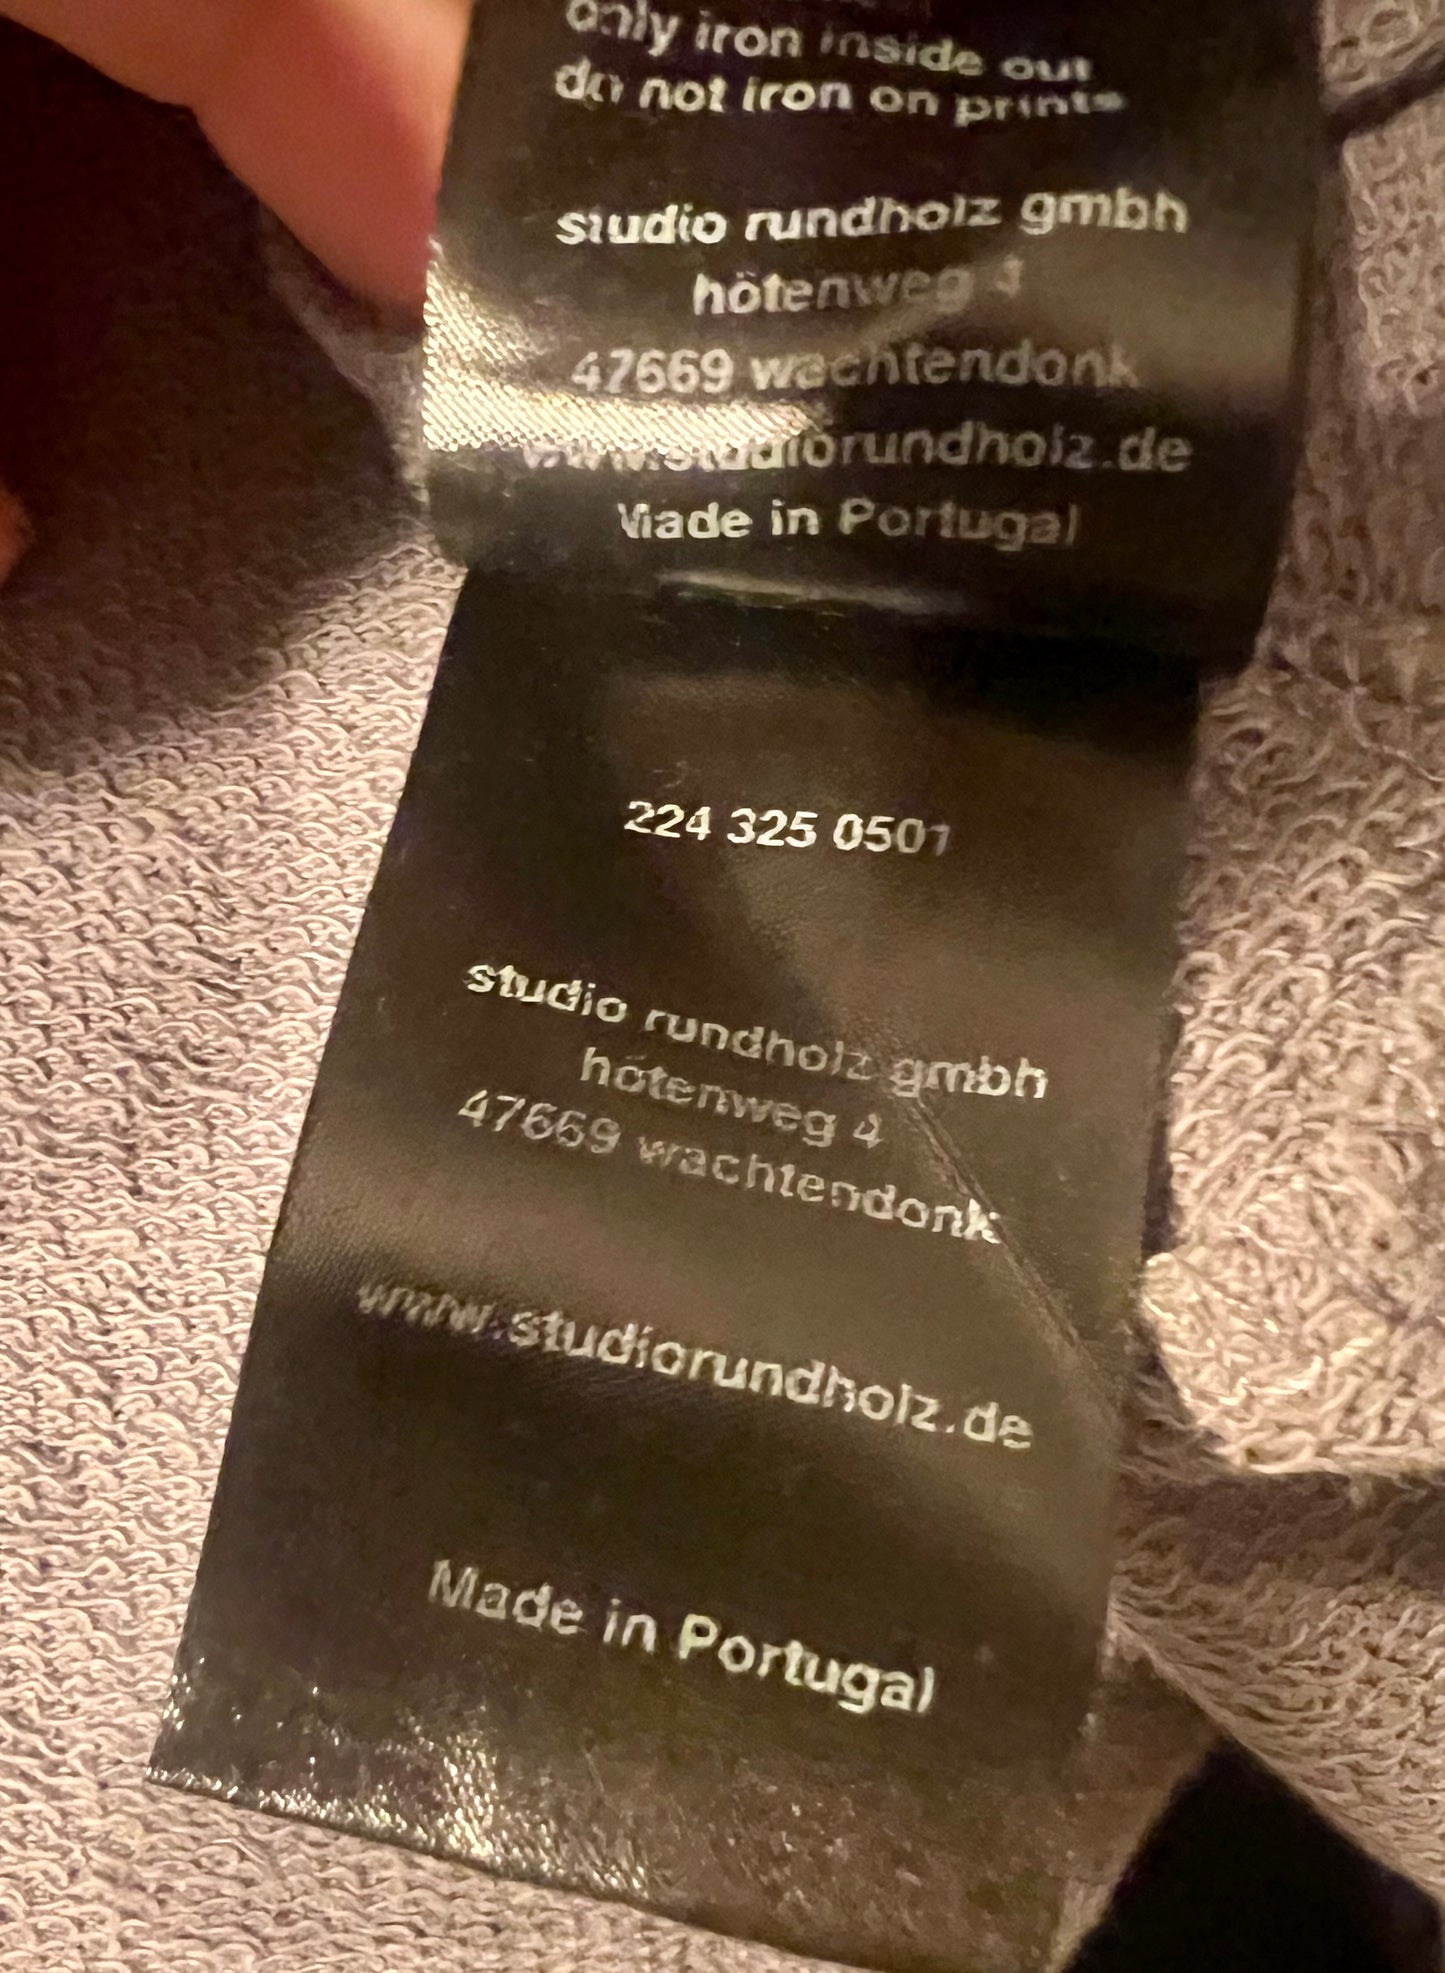 only iron inside out
do not iron on prints
studio rundholz gmbh
hötenweg 4
47669 wachtendonk
www.studiorundholz.de
Made in Portugal
224 325 0501
studio rundholz gmbh
hötenweg 4
47669 wachtendonk
www.studiorundholz.de
Made in Portugal